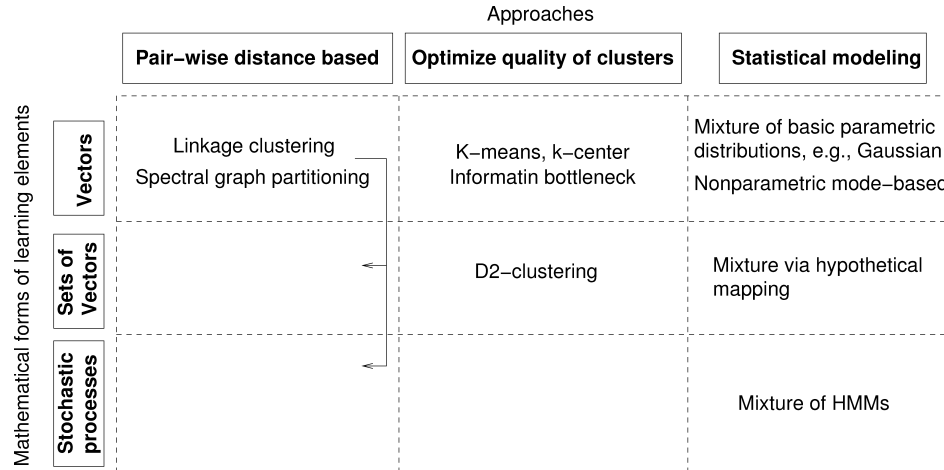 Approaches
Pair-wise distance based
Optimize quality of clusters
Statistical modeling
Mathematical forms of learning elements
Vectors
Linkage clustering
Spectral graph partitioning
K-means, k-center
Informatin bottleneck
Mixture of basic parametric
distributions, e.g., Gaussian
Nonparametric mode-based
Sets of
Vectors
D2-clustering
Mixture via hypothetical
mapping
Stochastic
processes
Mixture of HMMs